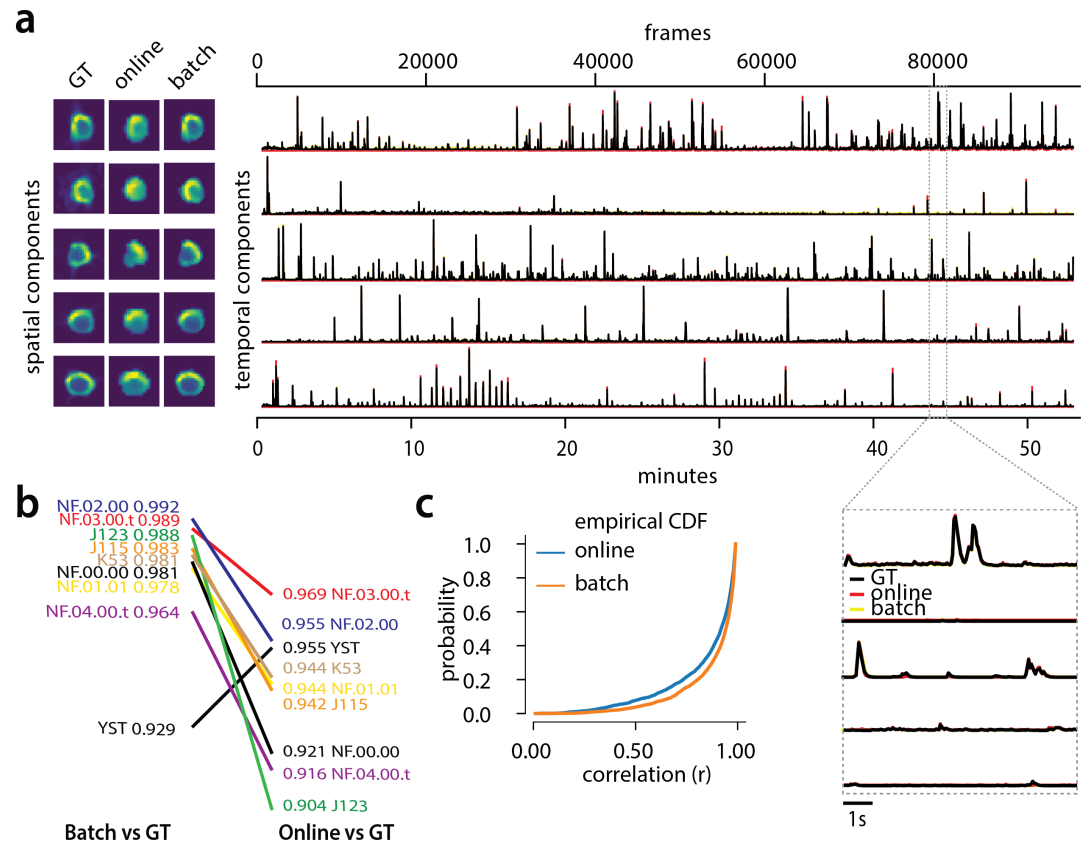 a
GT
online
batch
spatial components
frames
0
20000
40000
60000
80000
temporal components
0
10
20
30
40
50
minutes
b
NF.02.00 0.992
NF.03.00.t 0.989
J123 0.988
J115 0.983
K53 0.981
NF.00.00 0.981
NF.01.01 0.978
NF.04.00.t 0.964
YST 0.929
0.969 NF.03.00.t
0.955 NF.02.00
0.955 YST
0.944 K53
0.944 NF.01.01
0.942 J115
0.921 NF.00.00
0.916 NF.04.00.t
0.904 J123
Batch vs GT
Online vs GT
c
empirical CDF
online
batch
probability
1.0
0.8
0.6
0.4
0.2
0.0
0.00
0.50
1.00
correlation (r)
GT
online
batch
1s